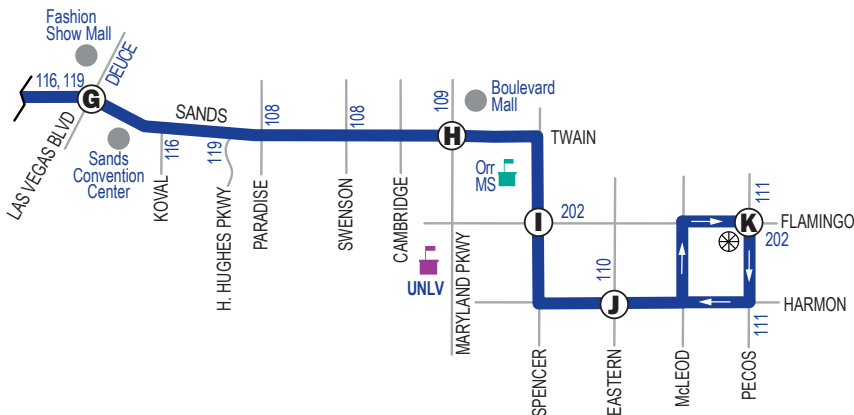 Fashion
Show Mall
116, 119
DEUCE
G
LAS VEGAS BLVD
Sands
Convention
Center
SANDS
KOVAL
116
119
H. HUGHES PKWY
108
PARADISE
108
SWENSON
CAMBRIDGE
109
H
MARYLAND PKWY
Boulevard
Mall
TWAIN
Orr
MS
UNLV
I
202
SPENCER
110
J
EASTERN
McLEOD
111
K
FLAMINGO
202
HARMON
111
PECOS